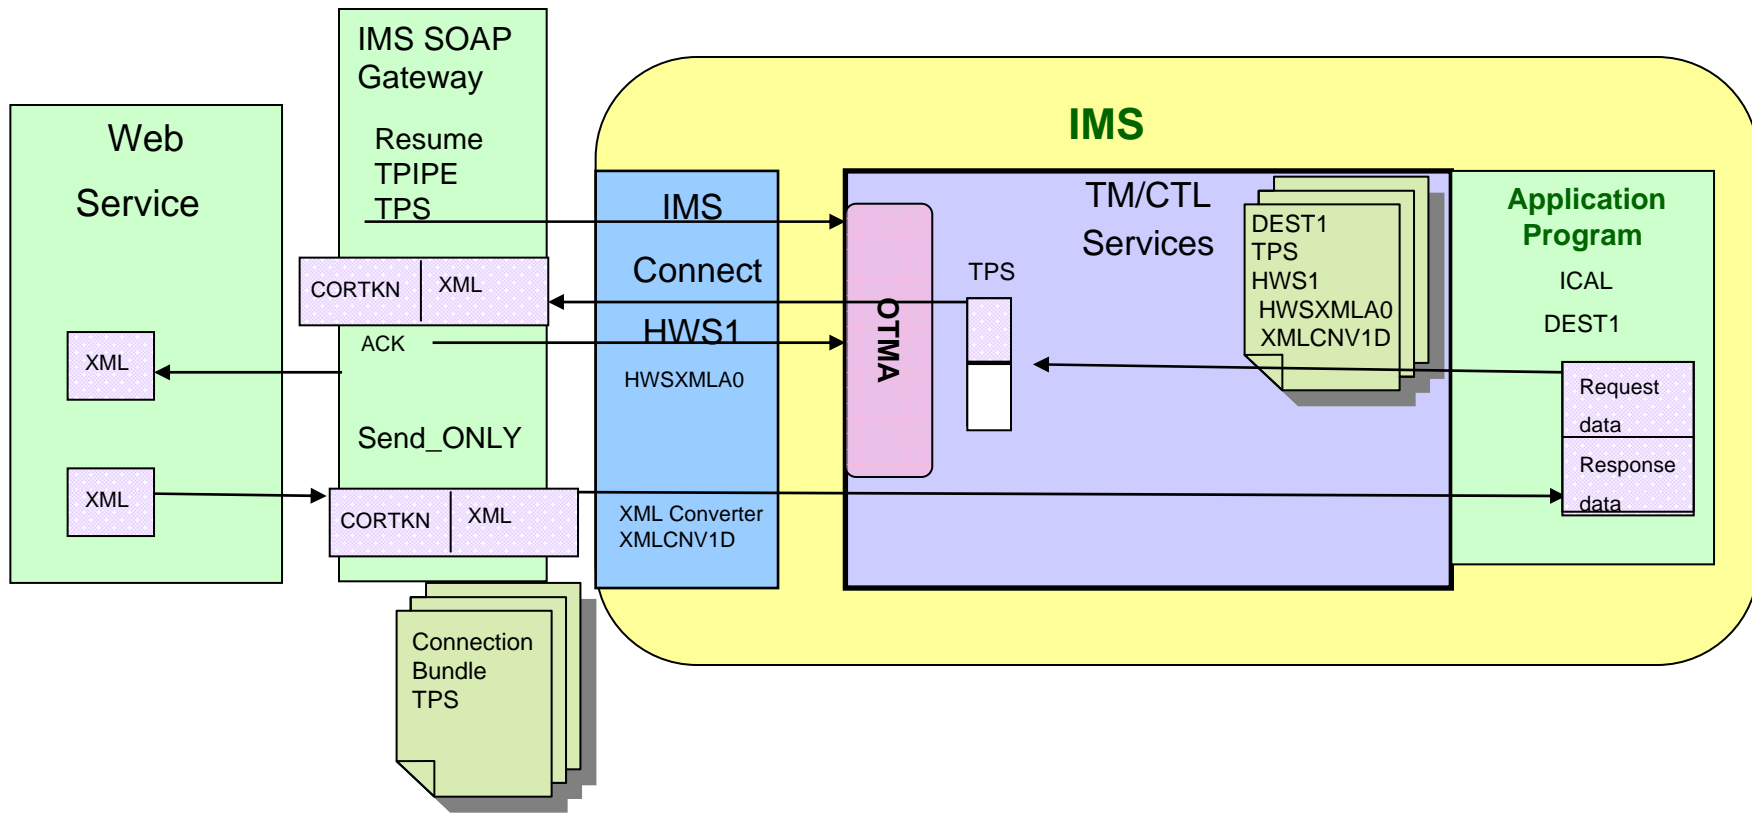 Web
Service
XML
XML
IMS SOAP
Gateway
Resume
TPIPE
TPS
CORTKN
XML
ACK
Send_ONLY
CORTKN
XML
Connection
Bundle
TPS
IMS
IMS
Connect
HWS1
HWSXMLA0
XML Converter
XMLCNV1D
OTMA
TM/CTL
Services
TPS
DEST1
TPS
HWS1
HWSXMLA0
XMLCNV1D
Application
Program
ICAL
DEST1
Request
data
Response
data